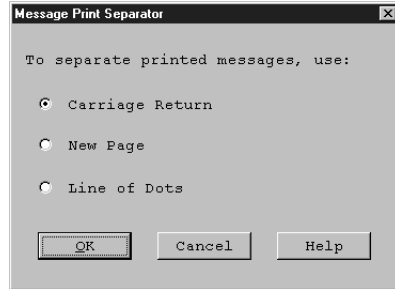 Message Print Separator
To separate printed messages, use:
Carriage Return
New Page
Line of Dots
OK Cancel Help